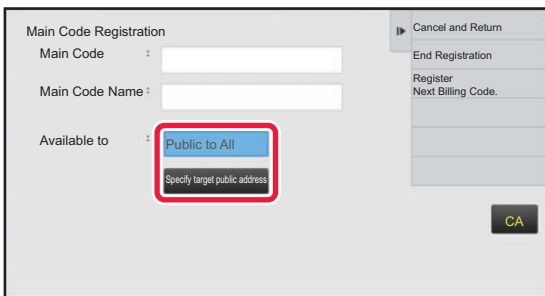 Main Code Registration
Main Code :
Main Code Name :
Available to :
Public to All
Specify target public address
Cancel and Return
End Registration
Register
Next Billing Code.
CA